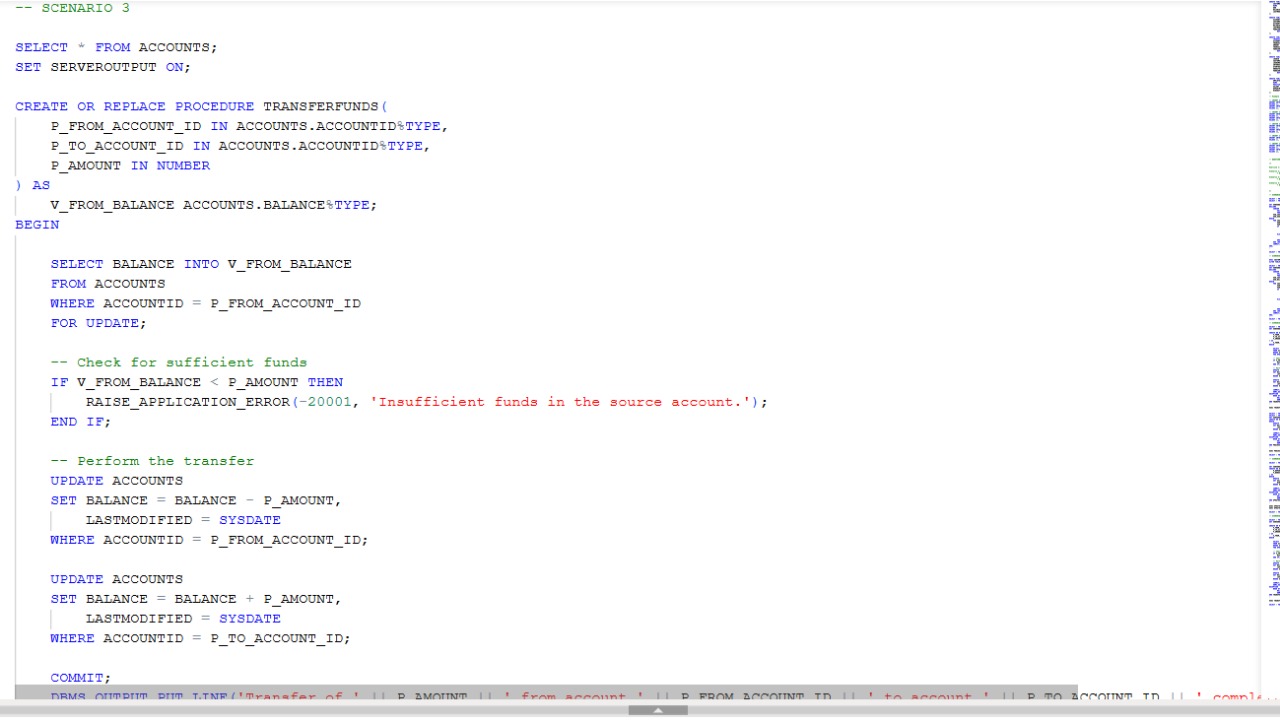 -- SCENARIO 3
SELECT * FROM ACCOUNTS;
SET SERVEROUTPUT ON;
CREATE OR REPLACE PROCEDURE TRANSFERFUNDS(
    P_FROM_ACCOUNT_ID IN ACCOUNTS.ACCOUNTID%TYPE,
    P_TO_ACCOUNT_ID IN ACCOUNTS.ACCOUNTID%TYPE,
    P_AMOUNT IN NUMBER
) AS
    V_FROM_BALANCE ACCOUNTS.BALANCE%TYPE;
BEGIN
    SELECT BALANCE INTO V_FROM_BALANCE
    FROM ACCOUNTS
    WHERE ACCOUNTID = P_FROM_ACCOUNT_ID
    FOR UPDATE;
    -- Check for sufficient funds
    IF V_FROM_BALANCE < P_AMOUNT THEN
        RAISE_APPLICATION_ERROR(-20001, 'Insufficient funds in the source account.');
    END IF;
    -- Perform the transfer
    UPDATE ACCOUNTS
    SET BALANCE = BALANCE - P_AMOUNT,
        LASTMODIFIED = SYSDATE
    WHERE ACCOUNTID = P_FROM_ACCOUNT_ID;
    UPDATE ACCOUNTS
    SET BALANCE = BALANCE + P_AMOUNT,
        LASTMODIFIED = SYSDATE
    WHERE ACCOUNTID = P_TO_ACCOUNT_ID;
    COMMIT;
    DBMS_OUTPUT.PUT_LINE('Transfer of ' || P_AMOUNT || ' from account ' || P_FROM_ACCOUNT_ID || ' to account ' || P_TO_ACCOUNT_ID || '